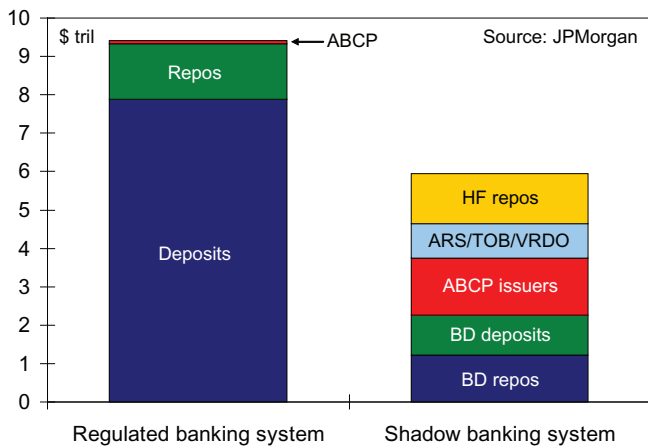 10
9
8
7
6
5
4
3
2
1
0
$ tril
ABCP
Source: JPMorgan
Repos
Deposits
HF repos
ARS/TOB/VRDO
ABCP issuers
BD deposits
BD repos
Regulated banking system
Shadow banking system